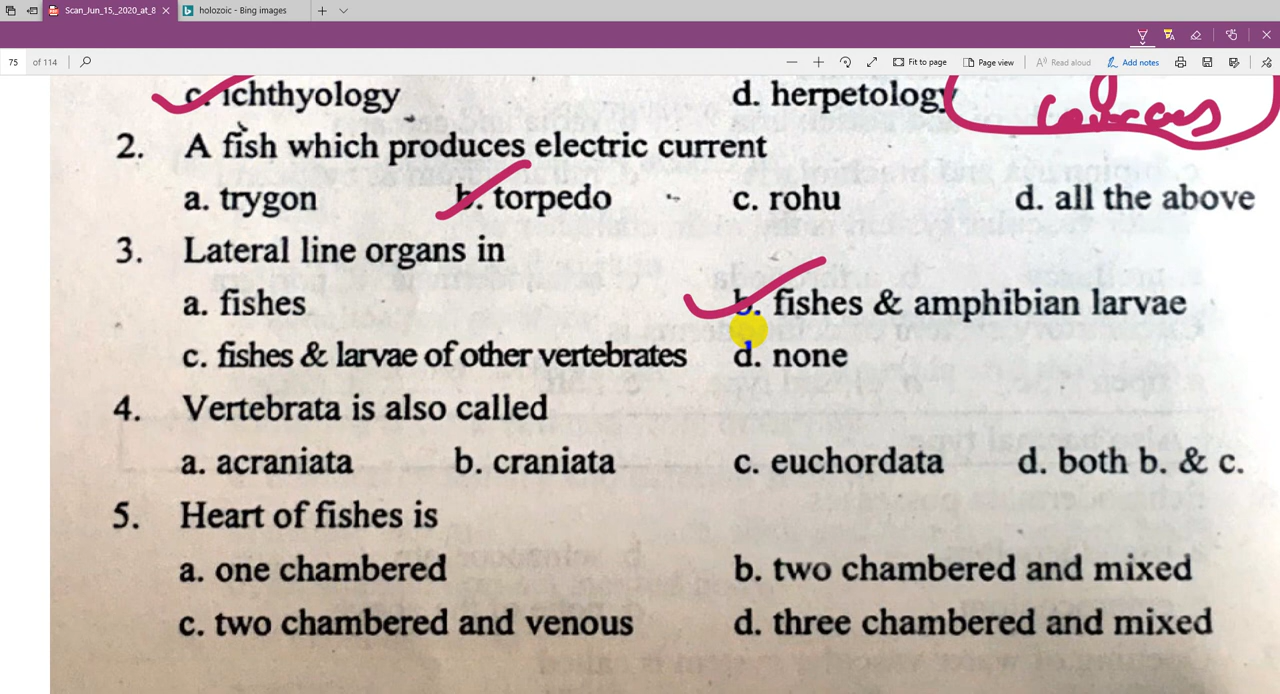 Scan_Jun_15,_2020_at_8
holozoic - Bing images
75 of 114
Fit to page
Page view
Read aloud
Add notes
c. ichthyology d. herpetology
2. A fish which produces electric current
a. trygon b. torpedo c. rohu d. all the above
3. Lateral line organs in
a. fishes b. fishes & amphibian larvae
c. fishes & larvae of other vertebrates d. none
4. Vertebrata is also called
a. acraniata b. craniata c. euchordata d. both b. & c.
5. Heart of fishes is
a. one chambered b. two chambered and mixed
c. two chambered and venous d. three chambered and mixed